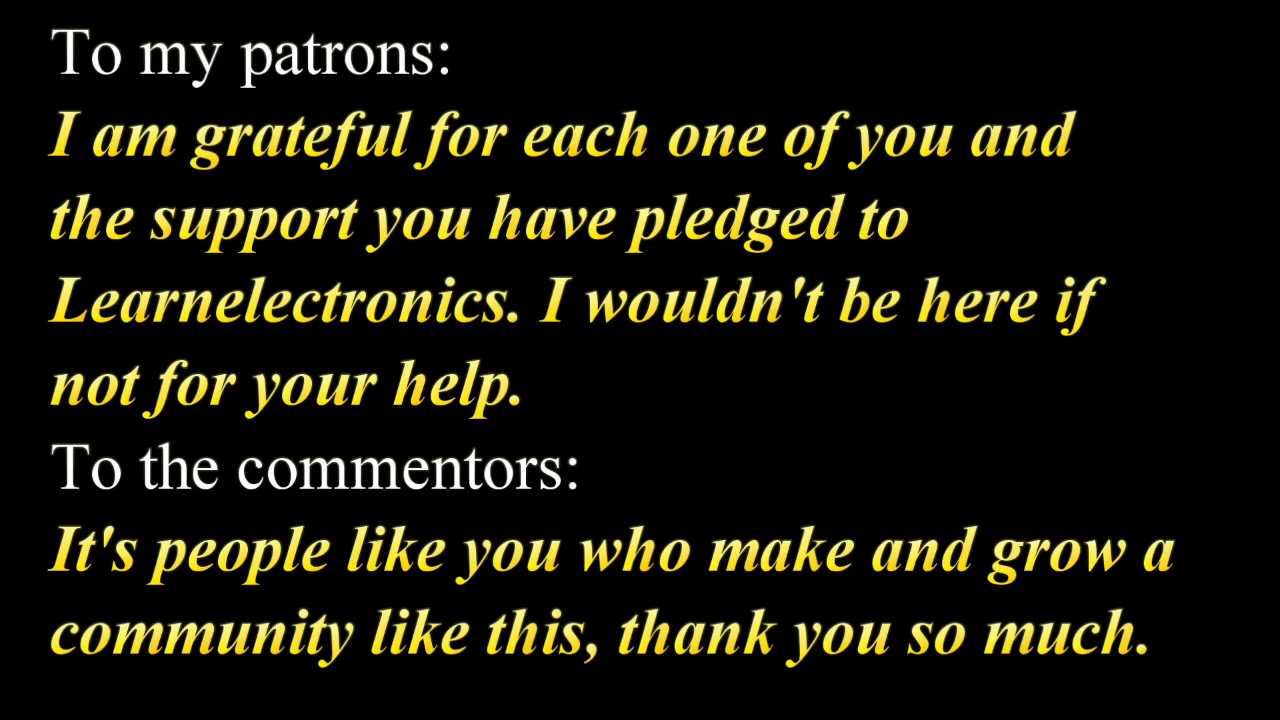 To my patrons:
I am grateful for each one of you and
the support you have pledged to
Learnelectronics. I wouldn't be here if
not for your help.
To the commentors:
It's people like you who make and grow a
community like this, thank you so much.